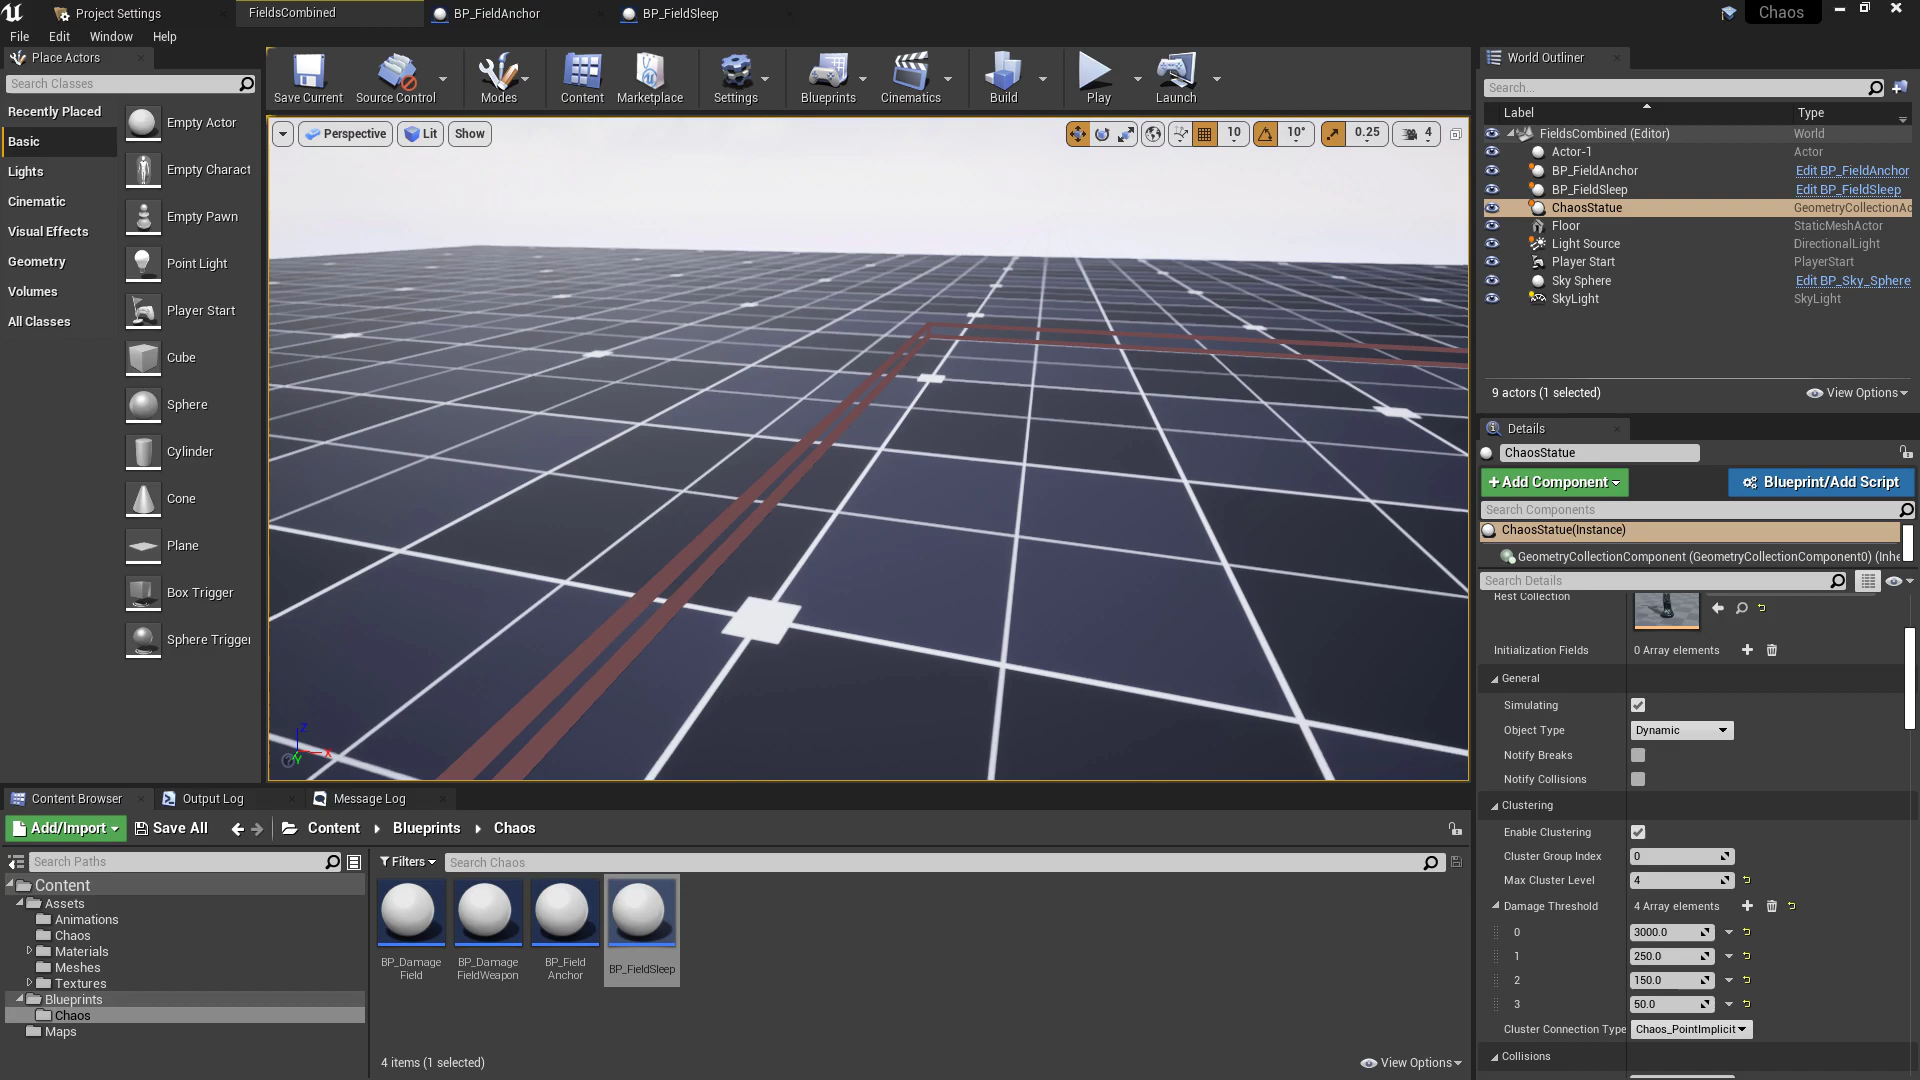 Project Settings
FieldsCombined
BP_FieldAnchor
BP_FieldSleep
Chaos
File Edit Window Help
Place Actors
Search Classes
Recently Placed
Basic
Lights
Cinematic
Visual Effects
Geometry
Volumes
All Classes
Empty Actor
Empty Charact
Empty Pawn
Point Light
Player Start
Cube
Sphere
Cylinder
Cone
Plane
Box Trigger
Sphere Trigger
Save Current
Source Control
Modes
Content
Marketplace
Settings
Blueprints
Cinematics
Build
Play
Launch
Perspective
Lit
Show
10
10°
0.25
4
Z
X
Y
World Outliner
Search...
Label Type
FieldsCombined (Editor) World
Actor-1 Actor
BP_FieldAnchor Edit BP_FieldAnchor
BP_FieldSleep Edit BP_FieldSleep
ChaosStatue GeometryCollectionAc
Floor StaticMeshActor
Light Source DirectionalLight
Player Start PlayerStart
Sky Sphere Edit BP_Sky_Sphere
SkyLight SkyLight
9 actors (1 selected)
View Options
Details
ChaosStatue
+Add Component
Blueprint/Add Script
Search Components
ChaosStatue(Instance)
GeometryCollectionComponent (GeometryCollectionComponent0) (Inhe
Search Details
Rest Collection
Initialization Fields 0 Array elements
General
Simulating
Object Type Dynamic
Notify Breaks
Notify Collisions
Clustering
Enable Clustering
Cluster Group Index 0
Max Cluster Level 4
Damage Threshold 4 Array elements
0 3000.0
1 250.0
2 150.0
3 50.0
Cluster Connection Type Chaos_PointImplicit
Collisions
Content Browser
Output Log
Message Log
Add/Import
Save All
Content
Blueprints
Chaos
Search Paths
Filters
Search Chaos
Content
Assets
Animations
Chaos
Materials
Meshes
Textures
Blueprints
Chaos
Maps
BP_Damage
Field
BP_Damage
FieldWeapon
BP_Field
Anchor
BP_FieldSleep
4 items (1 selected)
View Options